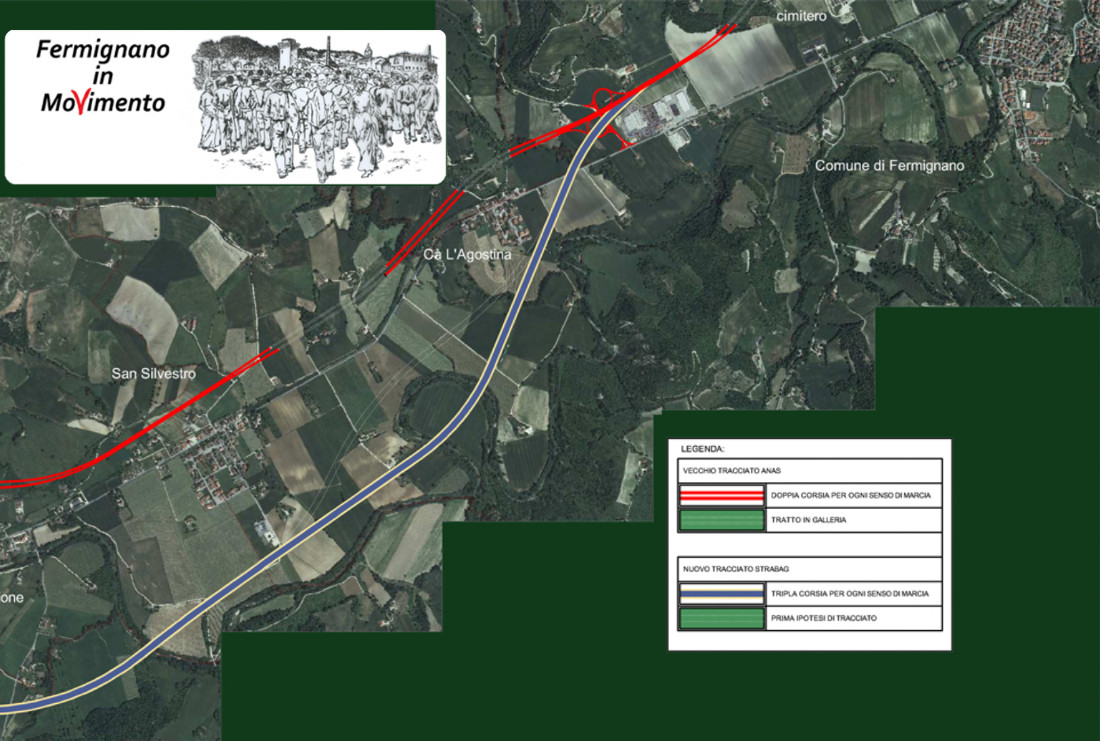 Fermignano
in
MoVimento
cimitero
Comune di Fermignano
Cà L'Agostina
San Silvestro
one
LEGENDA:
VECCHIO TRACCIATO ANAS
DOPPIA CORSIA PER OGNI SENSO DI MARCIA
TRATTO IN GALLERIA
NUOVO TRACCIATO STRABAG
TRIPLA CORSIA PER OGNI SENSO DI MARCIA
PRIMA IPOTESI DI TRACCIATO